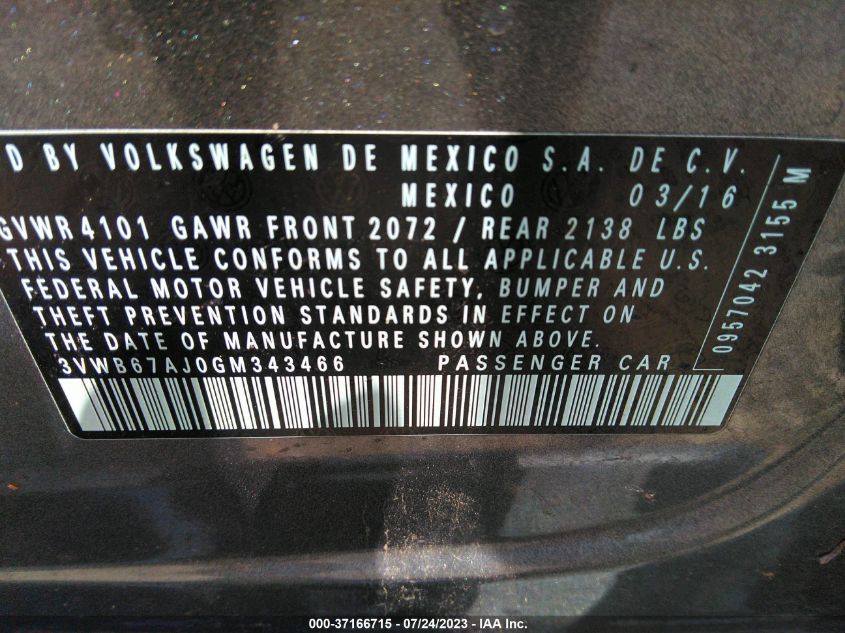 D BY VOLKSWAGEN DE MEXICO S.A. DE C.V.
MEXICO 03/16
GVWR 4101 GAWR FRONT 2072 / REAR 2138 LBS
THIS VEHICLE CONFORMS TO ALL APPLICABLE U.S.
FEDERAL MOTOR VEHICLE SAFETY, BUMPER AND
THEFT PREVENTION STANDARDS IN EFFECT ON
THE DATE OF MANUFACTURE SHOWN ABOVE.
3VWB67AJ0GM343466 PASSENGER CAR
0957042 3155 M
000-37166715 - 07/24/2023 - IAA Inc.